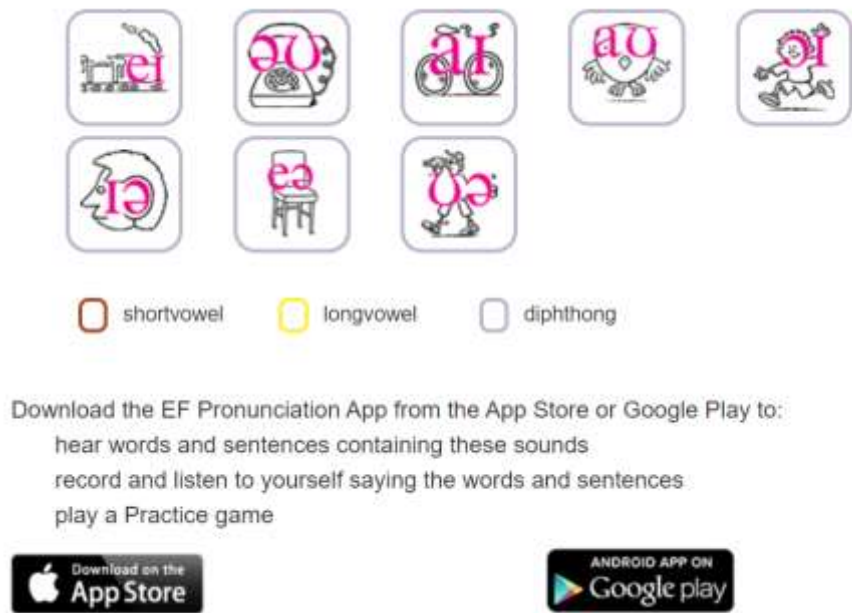 eɪ əʊ aɪ aʊ ɔɪ
ɪə eə ʊə
shortvowel longvowel diphthong
Download the EF Pronunciation App from the App Store or Google Play to:
hear words and sentences containing these sounds
record and listen to yourself saying the words and sentences
play a Practice game
Download on the
App Store
ANDROID APP ON
Google play